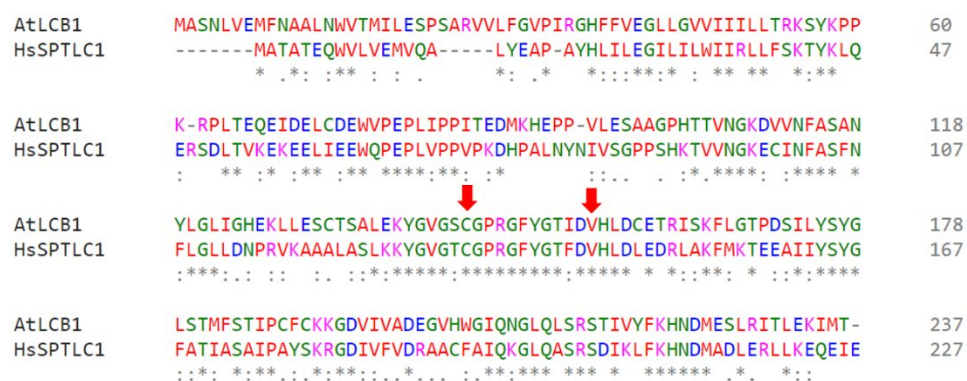 AtLCB1 MASNLVEMFNAALNWVTMILESPSARVVLFGVPIRGHFFVEGLLGVVIIILLTRKSYKPP 60
HsSPTLC1 -------MATATEQWVLVEMVQA-----LYEAP-AYHLILEGILILWIIRLLFSKTYKLQ 47
* .*: :** : : . *: .* *:::**:* : ** ** *:**
AtLCB1 K-RPLTEQEIDELCDEWVPEPLIPPITEDMKHEPP-VLESAAGPHTTVNGKDVVNFASAN 118
HsSPTLC1 ERSDLTVKEKEELIEEWQPEPLVPPVPKDHPALNYNIVSGPPSHKTVVNGKECINFASFN 107
: ** :* :** :** ****:**: :* ::.. . :*.****: :**** *
AtLCB1 YLGLIGHEKLLESCTSALEKYGVGSCGPRGFYGTIDVHLDCETRISKFLGTPDSILYSYG 178
HsSPTLC1 FLGLLDNPRVKAAALASLKKYGVGTCGPRGFYGTFDVHLDLEDRLAKFMKTEEAIIYSYG 167
:***:.: :: :. ::*:*****:*********:***** * *::**: * ::*:****
AtLCB1 LSTMFSTIPCFCKKGDVIVADEGVHWGIQNGLQLSRSTIVYFKHNDMESLRITLEKIMT- 237
HsSPTLC1 FATIASAIPAYSKRGDIVFVDRAACFAIQKGLQASRSDIKLFKHNDMADLERLLKEQEIE 227
::*: *:**.:.*:**::..*... :.**:*** *** * ****** .*. *::